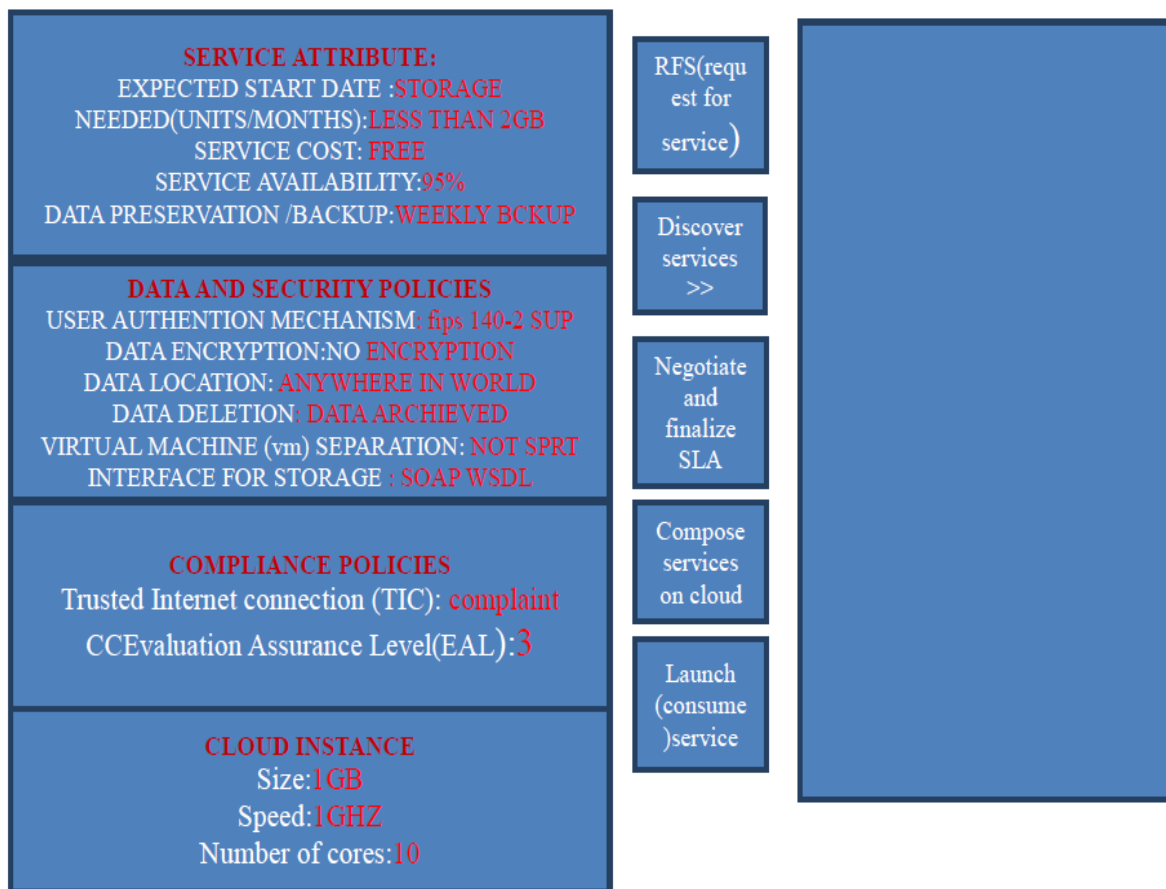 SERVICE ATTRIBUTE:
EXPECTED START DATE :STORAGE
NEEDED(UNITS/MONTHS):LESS THAN 2GB
SERVICE COST: FREE
SERVICE AVAILABILITY:95%
DATA PRESERVATION /BACKUP:WEEKLY BCKUP
DATA AND SECURITY POLICIES
USER AUTHENTION MECHANISM: fips 140-2 SUP
DATA ENCRYPTION:NO ENCRYPTION
DATA LOCATION: ANYWHERE IN WORLD
DATA DELETION: DATA ARCHIEVED
VIRTUAL MACHINE (vm) SEPARATION: NOT SPRT
INTERFACE FOR STORAGE : SOAP WSDL
COMPLIANCE POLICIES
Trusted Internet connection (TIC): complaint
CCEvaluation Assurance Level(EAL):3
CLOUD INSTANCE
Size:1GB
Speed:1GHZ
Number of cores:10
RFS(requ
est for
service)
Discover
services
>>
Negotiate
and
finalize
SLA
Compose
services
on cloud
Launch
(consume
)service